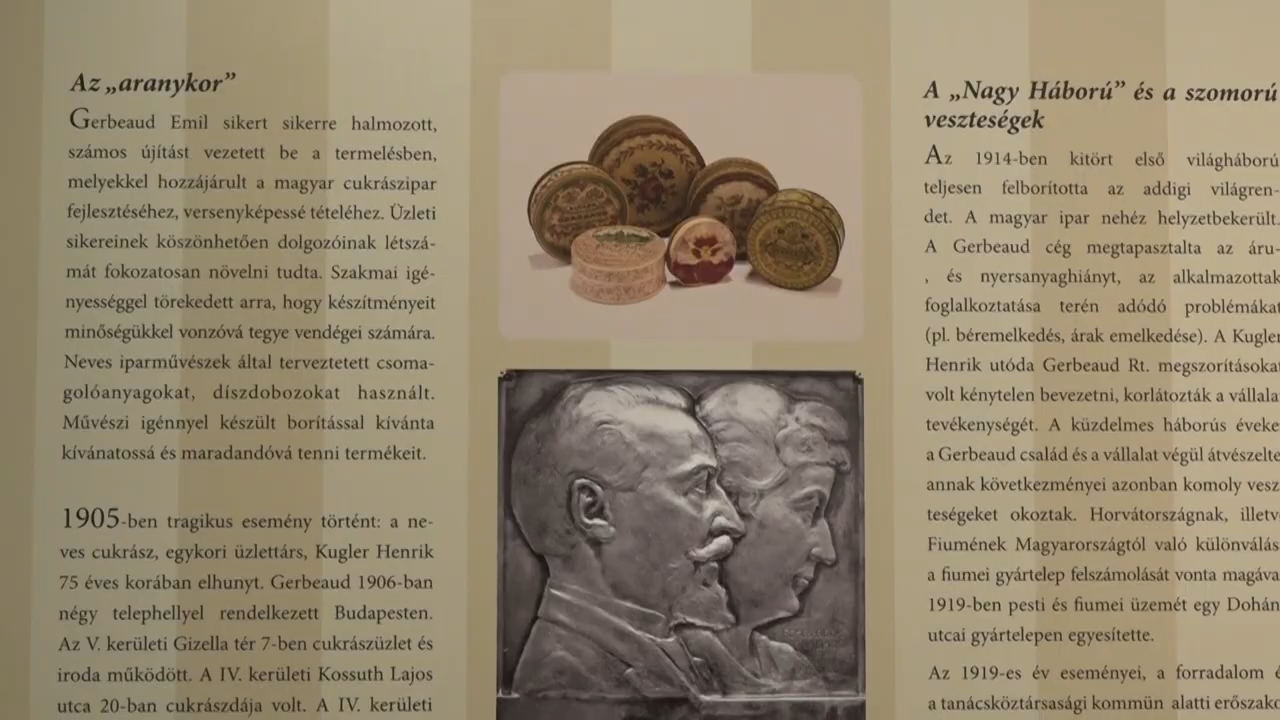 Az „aranykor”
Gerbeaud Emil sikert sikerre halmozott,
számos újítást vezetett be a termelésben,
melyekkel hozzájárult a magyar cukrászipar
fejlesztéséhez, versenyképessé tételéhez. Üzleti
sikereinek köszönhetően dolgozóinak létszá-
mát fokozatosan növelni tudta. Szakmai igé-
nyességgel törekedett arra, hogy készítményeit
minőségükkel vonzóvá tegye vendégei számára.
Neves iparművészek által terveztetett csoma-
golóanyagokat, díszdobozokat használt.
Művészi igénnyel készült borítással kívánta
kívánatossá és maradandóvá tenni termékeit.
1905-ben tragikus esemény történt: a ne-
ves cukrász, egykori üzlettárs, Kugler Henrik
75 éves korában elhunyt. Gerbeaud 1906-ban
négy telephellyel rendelkezett Budapesten.
Az V. kerületi Gizella tér 7-ben cukrászüzlet és
iroda működött. A IV. kerületi Kossuth Lajos
utca 20-ban cukrászdája volt. A IV. kerületi
A „Nagy Háború” és a szomorú
veszteségek
Az 1914-ben kitört első világháború
teljesen felborította az addigi világren-
det. A magyar ipar nehéz helyzetbekerült.
A Gerbeaud cég megtapasztalta az áru-
, és nyersanyaghiányt, az alkalmazottak
foglalkoztatása terén adódó problémákat
(pl. béremelkedés, árak emelkedése). A Kugler
Henrik utóda Gerbeaud Rt. megszorításoka
volt kénytelen bevezetni, korlátozták a vállala
tevékenységét. A küzdelmes háborús éveke
a Gerbeaud család és a vállalat végül átvészelte
annak következményei azonban komoly vesz
teségeket okoztak. Horvátországnak, illetv
Fiumének Magyarországtól való különválás
a fiumei gyártelep felszámolását vonta magáva
1919-ben pesti és fiumei üzemét egy Dohán
utcai gyártelepen egyesítette.
Az 1919-es év eseményei, a forradalom é
a tanácsköztársasági kommün alatti erőszako